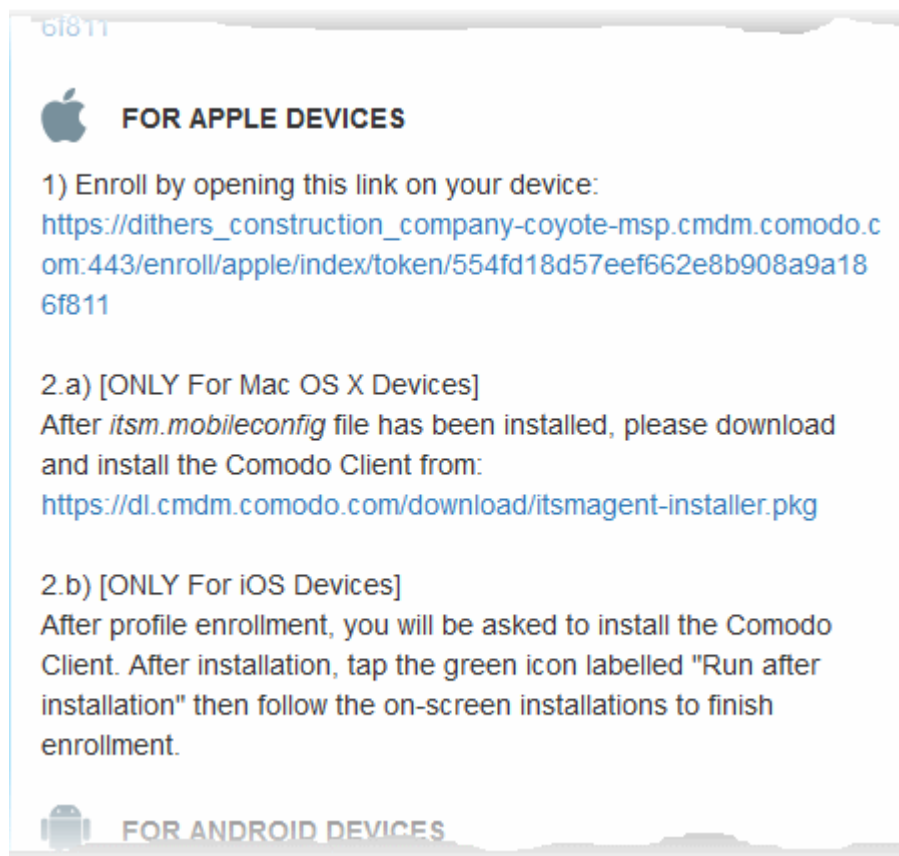 6f811
FOR APPLE DEVICES
1) Enroll by opening this link on your device:
https://dithers_construction_company-coyote-msp.cmdm.comodo.c
om:443/enroll/apple/index/token/554fd18d57eef662e8b908a9a18
6f811
2.a) [ONLY For Mac OS X Devices]
After itsm.mobileconfig file has been installed, please download
and install the Comodo Client from:
https://dl.cmdm.comodo.com/download/itsmagent-installer.pkg
2.b) [ONLY For iOS Devices]
After profile enrollment, you will be asked to install the Comodo
Client. After installation, tap the green icon labelled "Run after
installation" then follow the on-screen installations to finish
enrollment.
FOR ANDROID DEVICES